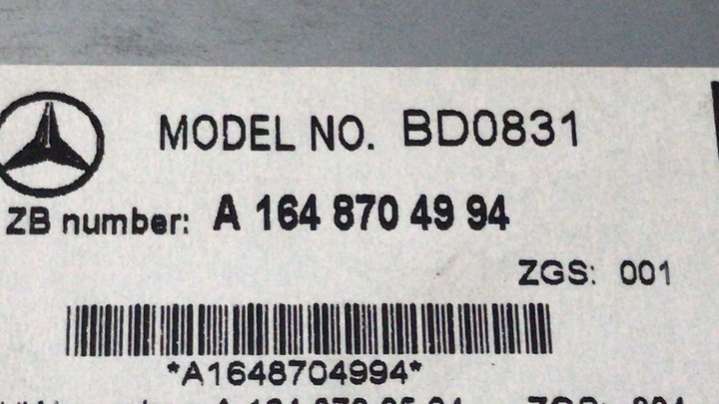 MODEL NO. BD0831
ZB number: A 164 870 49 94
ZGS: 001
*A1648704994*